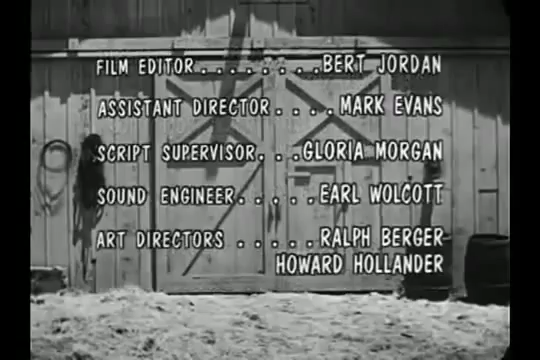 FILM EDITOR........BERT JORDAN
ASSISTANT DIRECTOR....MARK EVANS
SCRIPT SUPERVISOR...GLORIA MORGAN
SOUND ENGINEER.....EARL WOLCOTT
ART DIRECTORS.....RALPH BERGER
HOWARD HOLLANDER